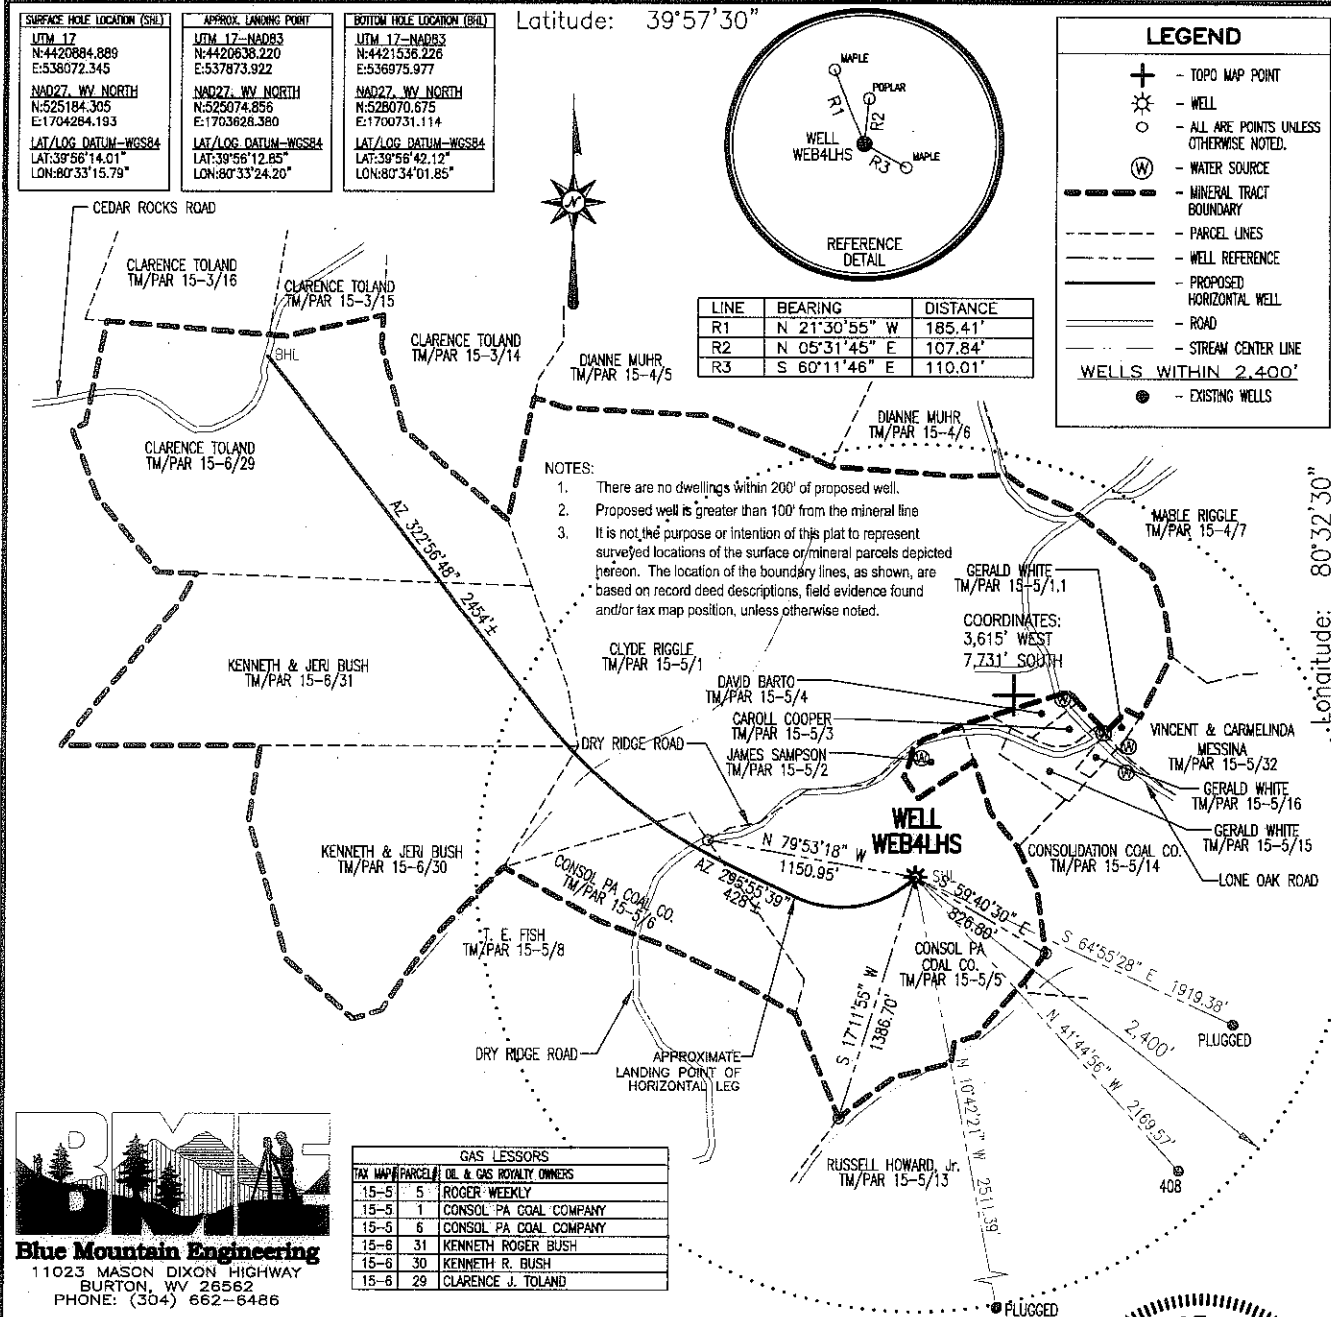 SURFACE HOLE LOCATION (SHL)
UTM 17
N:4420884.889
E:538072.345
NAD27, WV NORTH
N:525184.305
E:1704264.193
LAT/LOG DATUM-WGS84
LAT:39°56'14.01"
LON:80°33'15.79"
APPROX. LANDING POINT
UTM 17-NAD83
N:4420638.220
E:537873.922
NAD27, WV NORTH
N:525074.856
E:1703628.380
LAT/LOG DATUM-WGS84
LAT:39°56'12.85"
LON:80°33'24.20"
BOTTOM HOLE LOCATION (BHL)
UTM 17-NAD83
N:4421536.226
E:536975.977
NAD27, WV NORTH
N:528070.675
E:1700731.114
LAT/LOG DATUM-WGS84
LAT:39°56'42.12"
LON:80°34'01.85"
Latitude: 39°57'30"
MAPLE
POPLAR
R1
R2
WELL
WEB4LHS
R3
MAPLE
REFERENCE
DETAIL
LEGEND
- TOPO MAP POINT
- WELL
- ALL ARE POINTS UNLESS
OTHERWISE NOTED.
W - WATER SOURCE
- MINERAL TRACT
BOUNDARY
- PARCEL LINES
- WELL REFERENCE
- PROPOSED
HORIZONTAL WELL
- ROAD
- STREAM CENTER LINE
WELLS WITHIN 2,400'
- EXISTING WELLS
LINE BEARING DISTANCE
R1 N 21°30'55" W 185.41'
R2 N 05°31'45" E 107.84'
R3 S 60°11'46" E 110.01'
N
CEDAR ROCKS ROAD
CLARENCE TOLAND
TM/PAR 15-3/16
CLARENCE TOLAND
TM/PAR 15-3/15
CLARENCE TOLAND
TM/PAR 15-3/14
DIANNE MUHR
TM/PAR 15-4/5
BHL
DIANNE MUHR
TM/PAR 15-4/6
CLARENCE TOLAND
TM/PAR 15-6/29
NOTES:
1. There are no dwellings within 200' of proposed well.
2. Proposed well is greater than 100' from the mineral line
3. It is not the purpose or intention of this plat to represent
surveyed locations of the surface or mineral parcels depicted
hereon. The location of the boundary lines, as shown, are
based on record deed descriptions, field evidence found
and/or tax map position, unless otherwise noted.
Longitude: 80°32'30"
MABLE RIGGLE
TM/PAR 15-4/7
AZ 322°56'48"
2454'±
GERALD WHITE
TM/PAR 15-5/1.1
COORDINATES:
3,615' WEST
7,731' SOUTH
KENNETH & JERI BUSH
TM/PAR 15-6/31
CLYDE RIGGLE
TM/PAR 15-5/1
DAVID BARTO
TM/PAR 15-5/4
CAROLL COOPER
TM/PAR 15-5/3
JAMES SAMPSON
TM/PAR 15-5/2
DRY RIDGE ROAD
W
W
W
W
W
VINCENT & CARMELINDA
MESSINA
TM/PAR 15-5/32
GERALD WHITE
TM/PAR 15-5/16
GERALD WHITE
TM/PAR 15-5/15
LONE OAK ROAD
WELL
WEB4LHS
SHL
CONSOLIDATION COAL CO.
TM/PAR 15-5/14
N 79°53'18" W
1150.95'
AZ 295°55'39"
428'±
KENNETH & JERI BUSH
TM/PAR 15-6/30
CONSOL PA COAL CO.
TM/PAR 15-5/6
T. E. FISH
TM/PAR 15-5/8
S 59°40'30" E
826.80'
S 64°55'28" E 1919.38'
PLUGGED
CONSOL PA
COAL CO.
TM/PAR 15-5/5
S 17°11'55" W
1386.70'
N 41°44'56" W 2169.57'
408
2,400'
N 10°42'21" W 2511.39'
PLUGGED
DRY RIDGE ROAD
APPROXIMATE
LANDING POINT OF
HORIZONTAL LEG
RUSSELL HOWARD, Jr.
TM/PAR 15-5/13
BME
Blue Mountain Engineering
11023 MASON DIXON HIGHWAY
BURTON, WV 26562
PHONE: (304) 662-6486
GAS LESSORS
TAX MAP# PARCEL# OIL & GAS ROYALTY OWNERS
15-5 5 ROGER WEEKLY
15-5 1 CONSOL PA COAL COMPANY
15-5 6 CONSOL PA COAL COMPANY
15-6 31 KENNETH ROGER BUSH
15-6 30 KENNETH R. BUSH
15-6 29 CLARENCE J. TOLAND